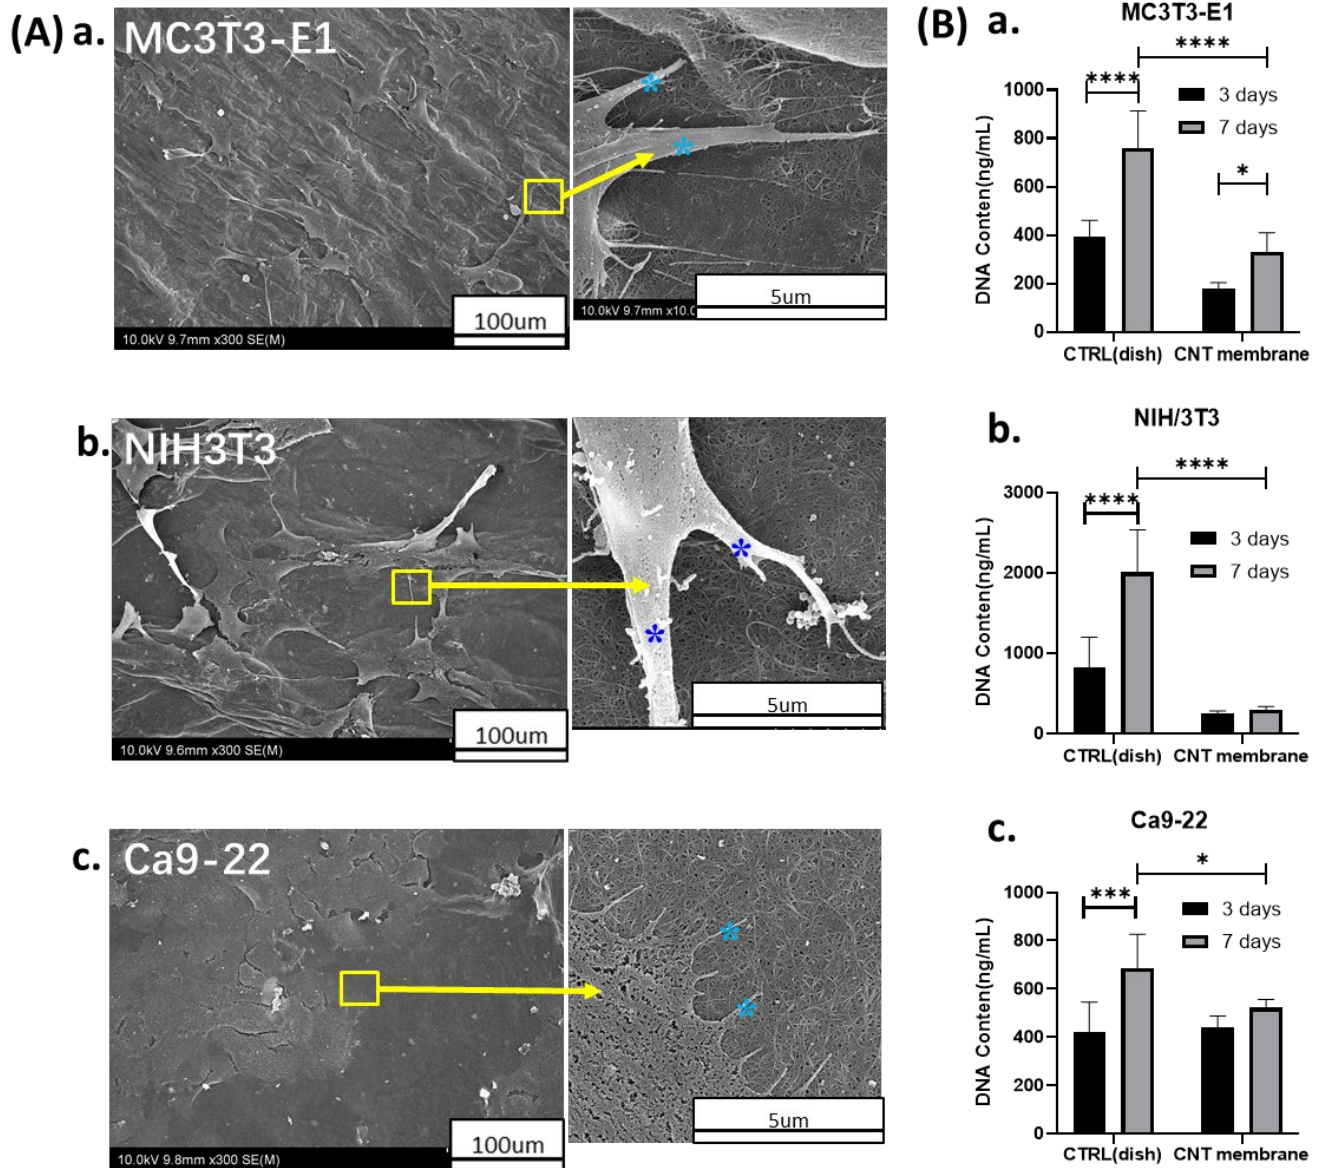 (A) a. MC3T3-E1
100um
10.0kV 9.7mm x300 SE(M)
5um
10.0kV 9.7mm x10.0
b. NIH3T3
100um
10.0kV 9.6mm x300 SE(M)
5um
c. Ca9-22
100um
10.0kV 9.8mm x300 SE(M)
5um
(B) a. MC3T3-E1
****
****
*
3 days
7 days
DNA Conten(ng/mL)
1000
800
600
400
200
0
CTRL(dish) CNT membrane
b. NIH/3T3
****
****
3 days
7 days
DNA Conten(ng/mL)
3000
2000
1000
0
CTRL(dish) CNT membrane
c. Ca9-22
*
***
3 days
7 days
DNA Conten(ng/mL)
1000
800
600
400
200
0
CTRL(dish) CNT membrane